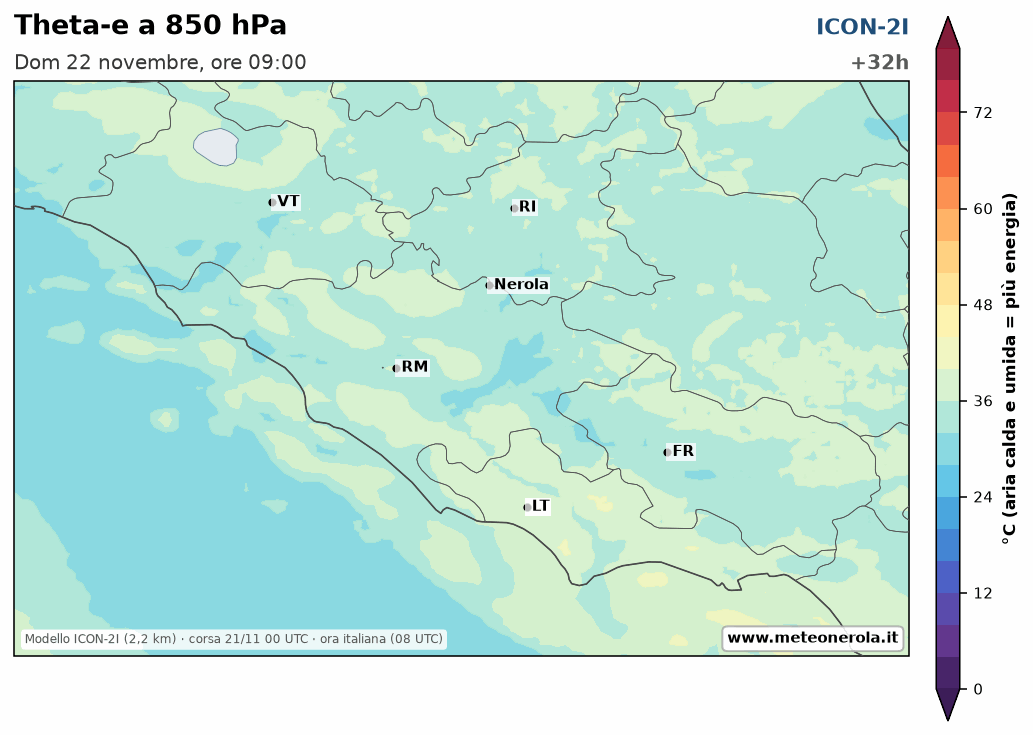 Theta-e a 850 hPa
ICON-2I
Dom 22 novembre, ore 09:00
+32h
VT
RI
Nerola
RM
FR
LT
Modello ICON-2I (2,2 km) · corsa 21/11 00 UTC · ora italiana (08 UTC)
www.meteonerola.it
72
60
48
36
24
12
0
°C (aria calda e umida = più energia)